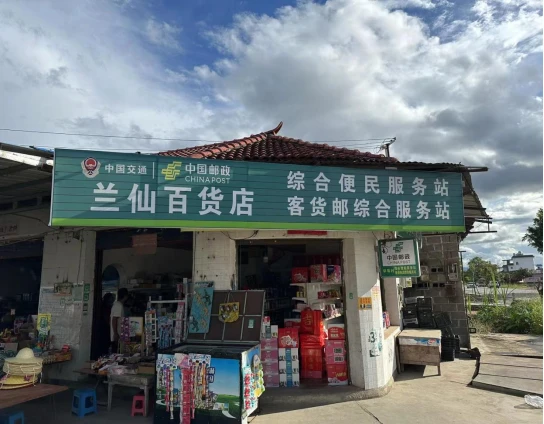 中国交通
中国邮政
CHINA POST
兰仙百货店
综合便民服务站
客货邮综合服务站
中国邮政